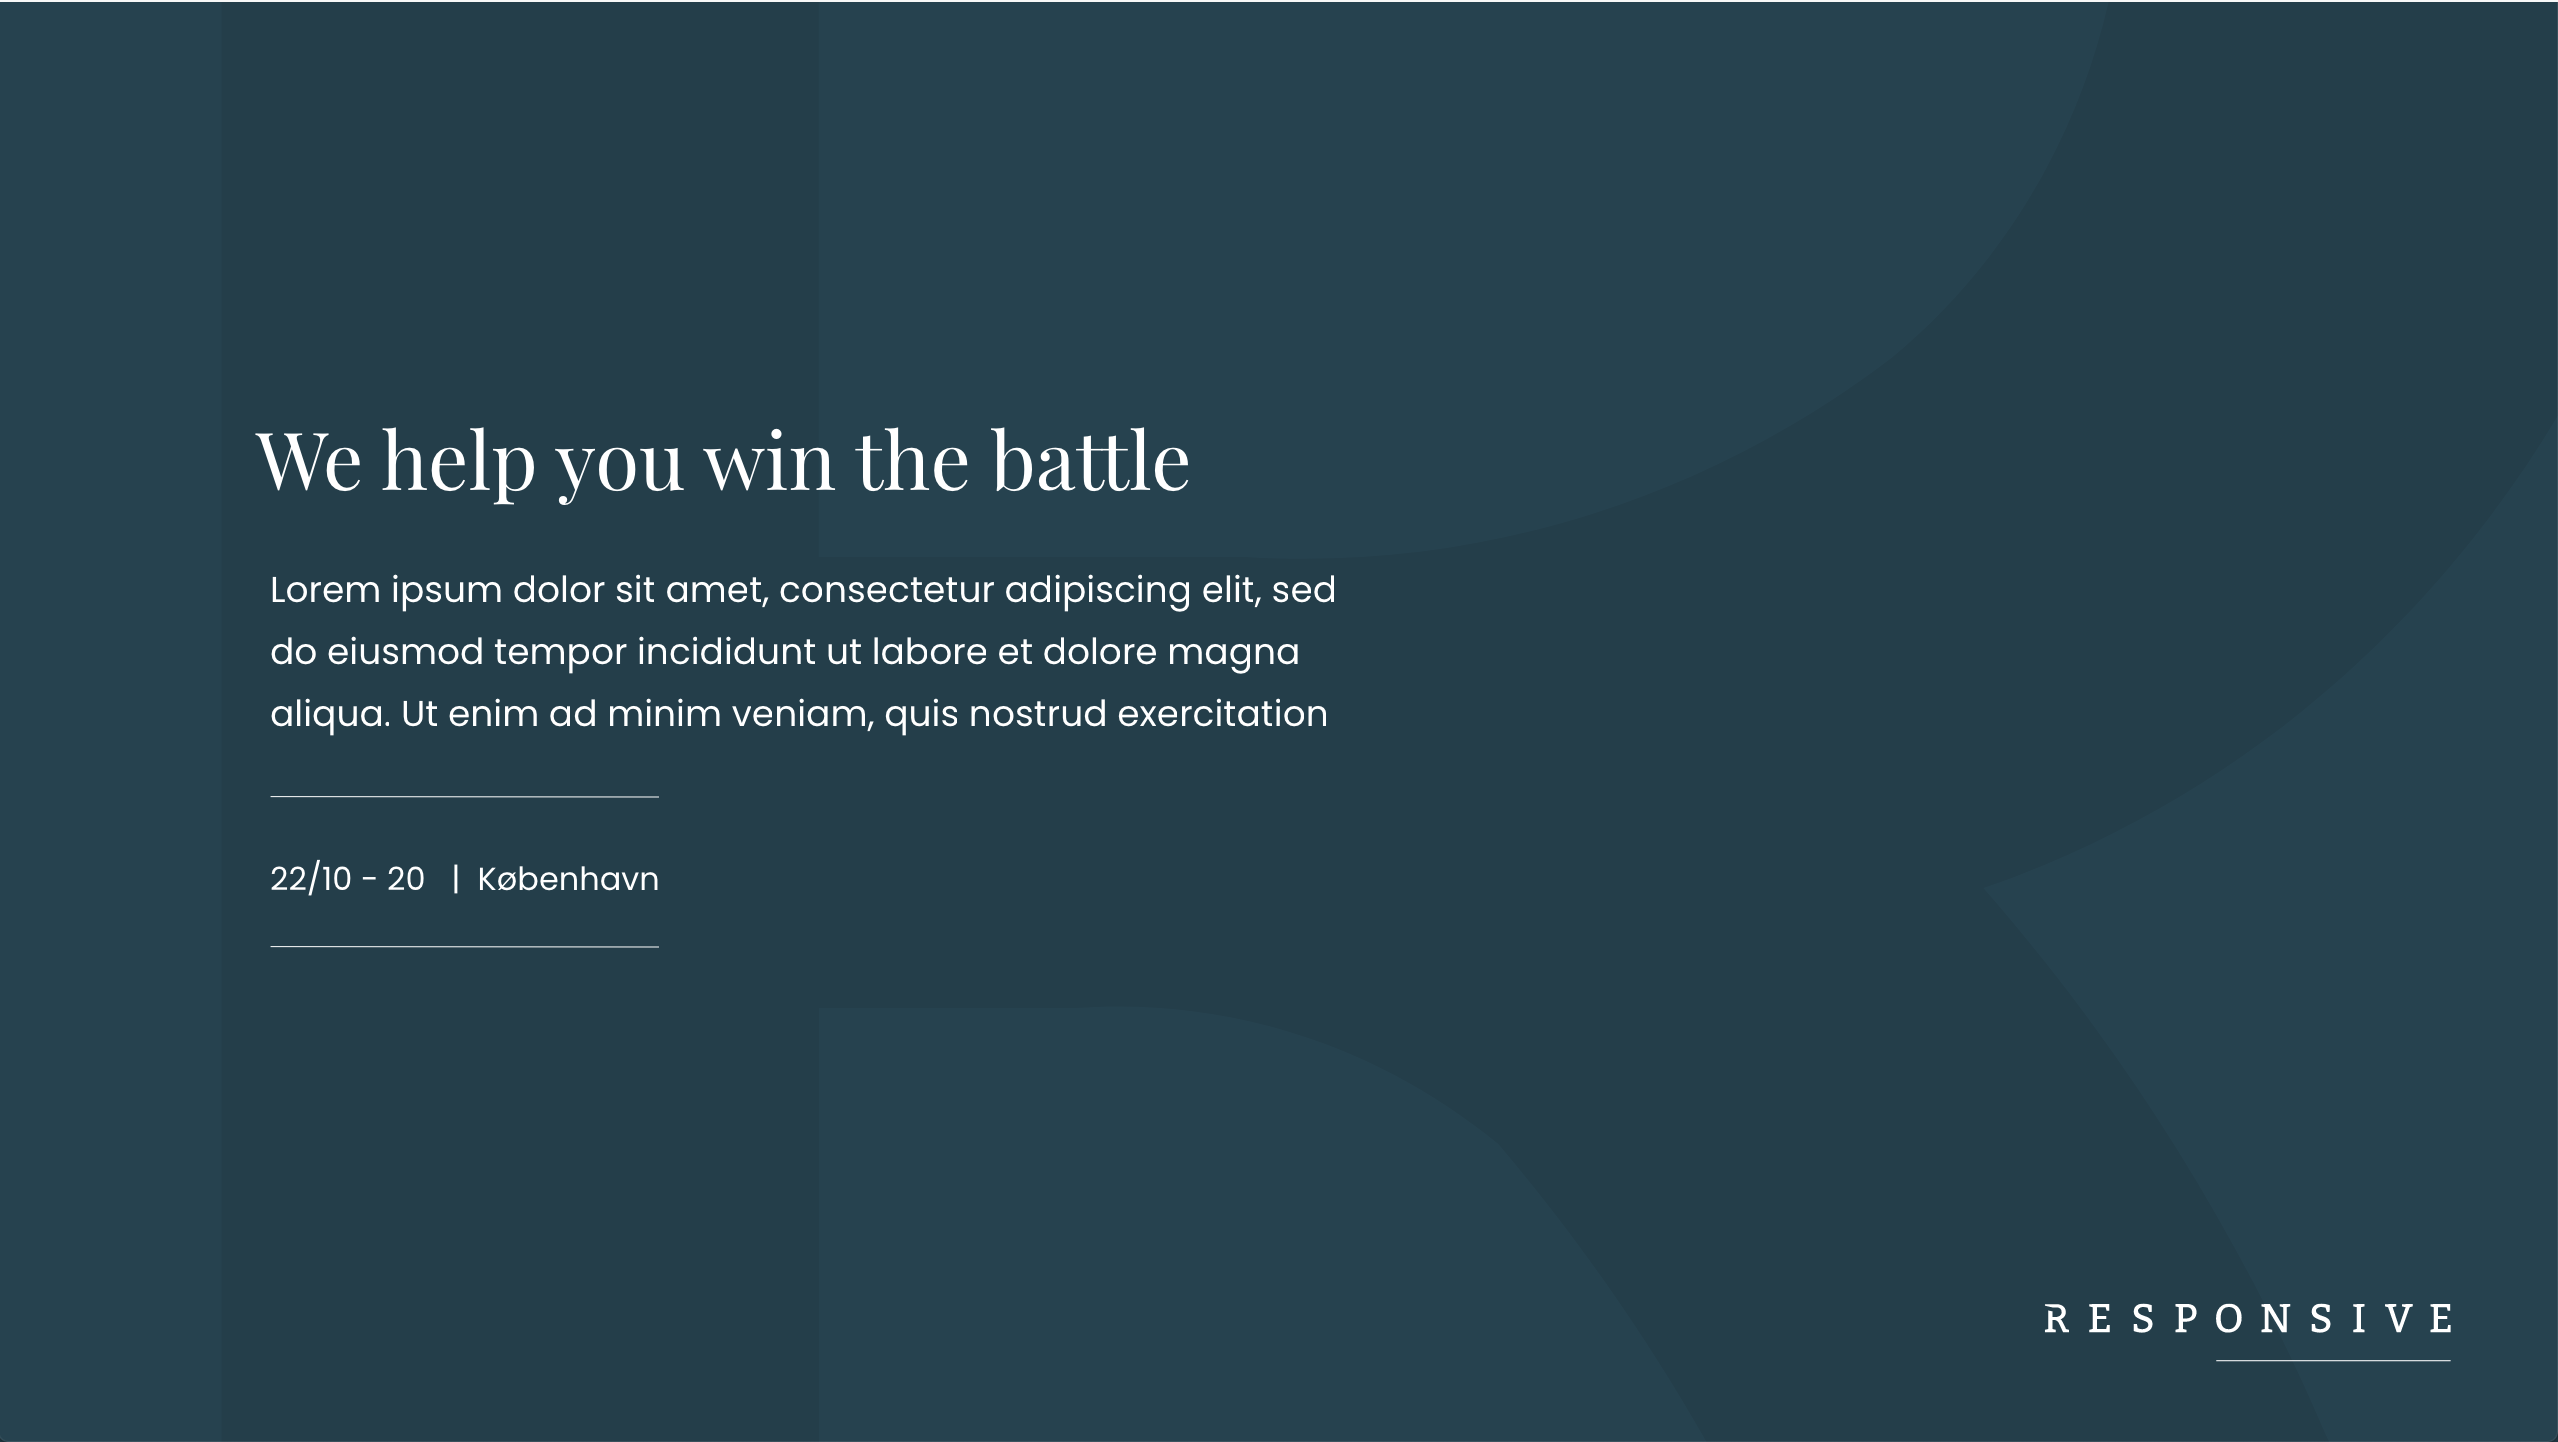 We help you win the battle
Lorem ipsum dolor sit amet, consectetur adipiscing elit, sed
do eiusmod tempor incididunt ut labore et dolore magna
aliqua. Ut enim ad minim veniam, quis nostrud exercitation
22/10 - 20 | København
RESPONSIVE